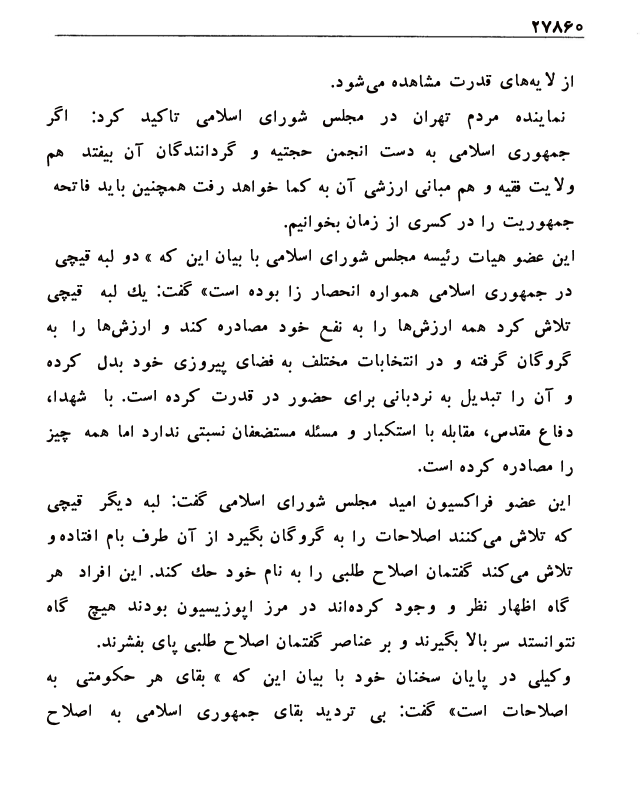 ۲۷۸۶۰
از لایه‌های قدرت مشاهده می‌شود.
نماینده مردم تهران در مجلس شورای اسلامی تاکید کرد: اگر
جمهوری اسلامی به دست انجمن حجتیه و گردانندگان آن بیفتد هم
ولایت فقیه و هم مبانی ارزشی آن به کما خواهد رفت همچنین باید فاتحه
جمهوریت را در کسری از زمان بخوانیم.
این عضو هیات رئیسه مجلس شورای اسلامی با بیان این که » دو لبه قیچی
در جمهوری اسلامی همواره انحصار زا بوده است» گفت: یك لبه قیچی
تلاش کرد همه ارزش‌ها را به نفع خود مصادره کند و ارزش‌ها را به
گروگان گرفته و در انتخابات مختلف به فضای پیروزی خود بدل کرده
و آن را تبدیل به نردبانی برای حضور در قدرت کرده است. با شهدا،
دفاع مقدس، مقابله با استکبار و مسئله مستضعفان نسبتی ندارد اما همه چیز
را مصادره کرده است.
این عضو فراکسیون امید مجلس شورای اسلامی گفت: لبه دیگر قیچی
که تلاش می‌کنند اصلاحات را به گروگان بگیرد از آن طرف بام افتاده و
تلاش می‌کند گفتمان اصلاح طلبی را به نام خود حك کند. این افراد هر
گاه اظهار نظر و وجود کرده‌اند در مرز اپوزیسیون بودند هیچ گاه
نتوانستد سر بالا بگیرند و بر عناصر گفتمان اصلاح طلبی پای بفشرند.
وکیلی در پایان سخنان خود با بیان این که » بقای هر حکومتی به
اصلاحات است» گفت: بی تردید بقای جمهوری اسلامی به اصلاح